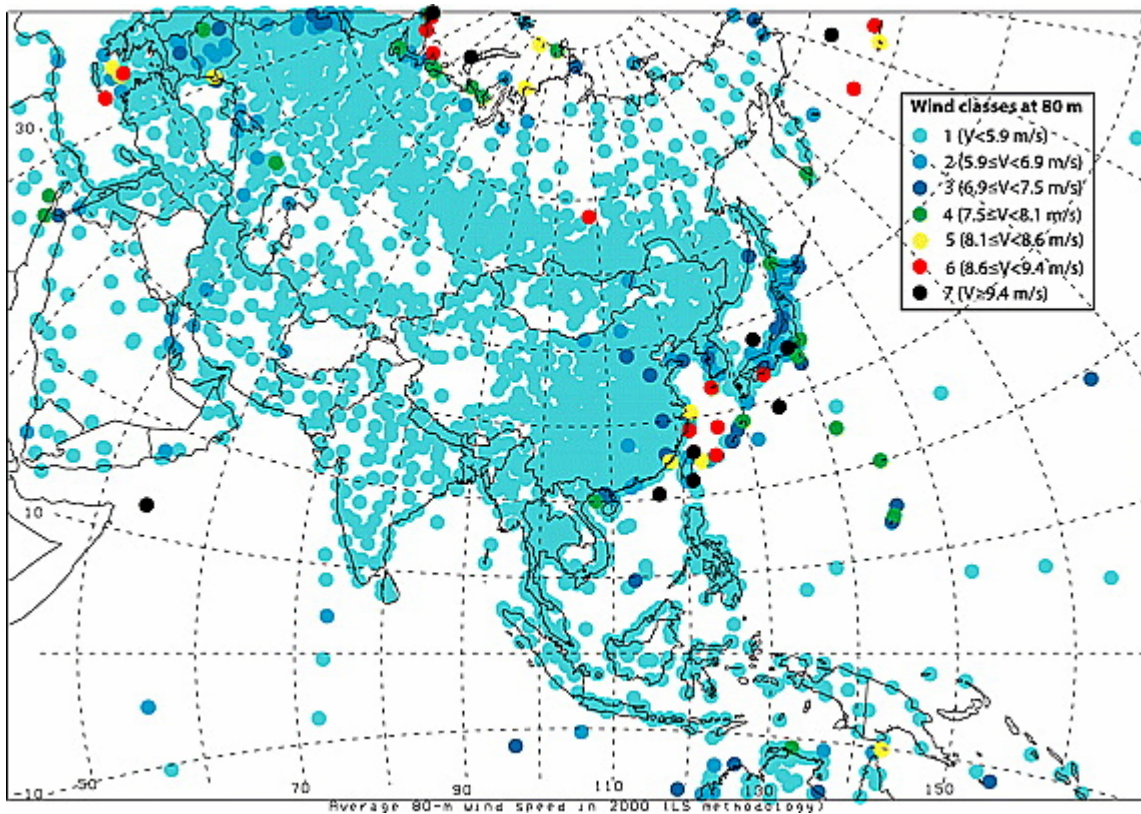 Wind classes at 80 m
1 (V<5.9 m/s)
2 (5.9≤V<6.9 m/s)
3 (6.9≤V<7.5 m/s)
4 (7.5≤V<8.1 m/s)
5 (8.1≤V<8.6 m/s)
6 (8.6≤V<9.4 m/s)
7 (V≥9.4 m/s)
30
10
-10
50 70 90 110 130 150
Average 80-m wind speed in 2000 (LS methodology)